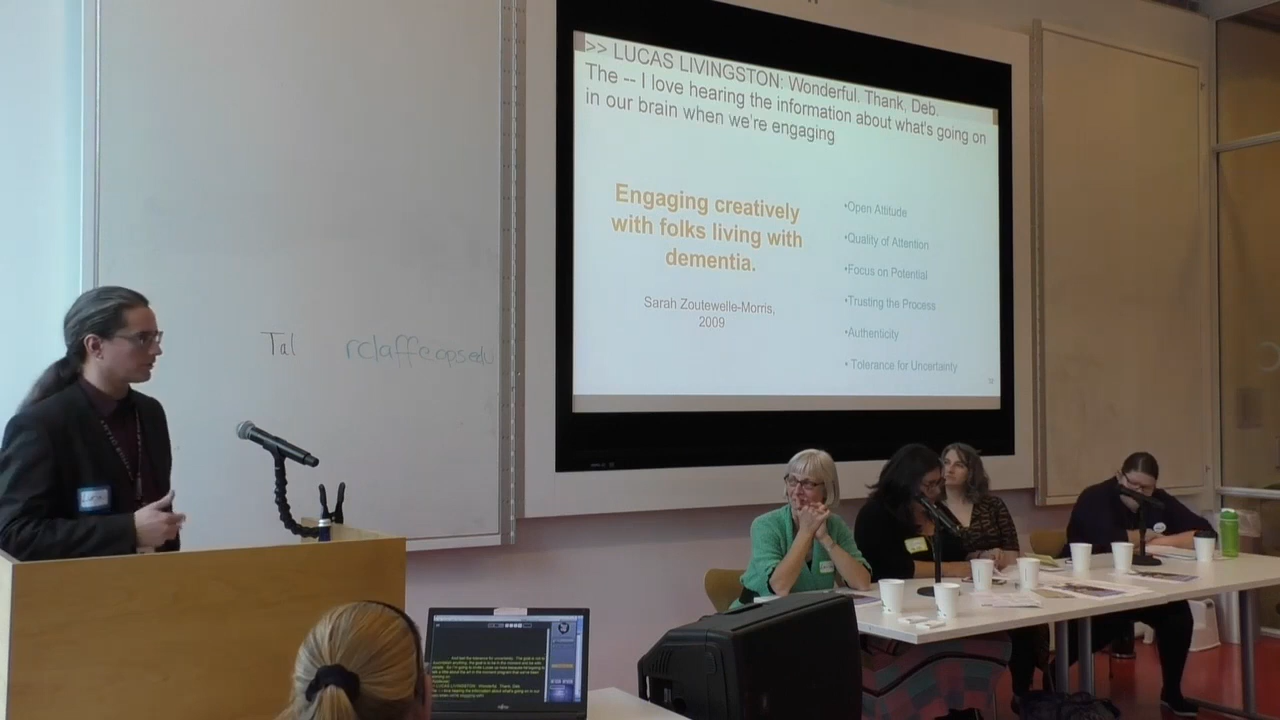 >> LUCAS LIVINGSTON: Wonderful. Thank, Deb.
The -- I love hearing the information about what's going on
in our brain when we're engaging
Engaging creatively
with folks living with
dementia.
Sarah Zoutewelle-Morris,
2009
•Open Attitude
•Quality of Attention
•Focus on Potential
•Trusting the Process
•Authenticity
• Tolerance for Uncertainty
Tal
FUJITSU